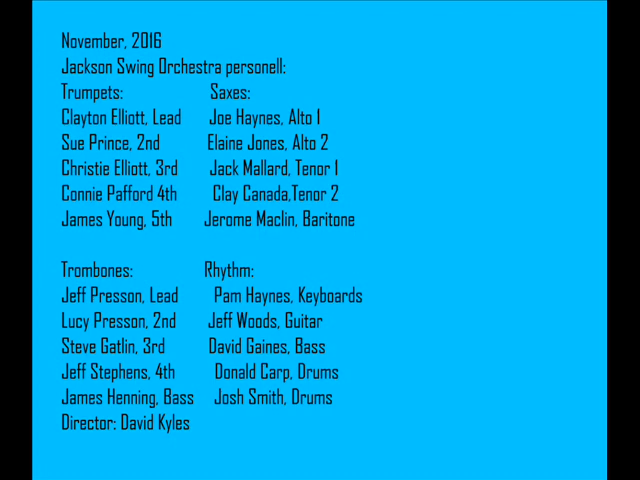 November, 2016
Jackson Swing Orchestra personell:
Trumpets: Saxes:
Clayton Elliott, Lead Joe Haynes, Alto 1
Sue Prince, 2nd Elaine Jones, Alto 2
Christie Elliott, 3rd Jack Mallard, Tenor 1
Connie Pafford 4th Clay Canada,Tenor 2
James Young, 5th Jerome Maclin, Baritone
Trombones: Rhythm:
Jeff Presson, Lead Pam Haynes, Keyboards
Lucy Presson, 2nd Jeff Woods, Guitar
Steve Gatlin, 3rd David Gaines, Bass
Jeff Stephens, 4th Donald Carp, Drums
James Henning, Bass Josh Smith, Drums
Director: David Kyles